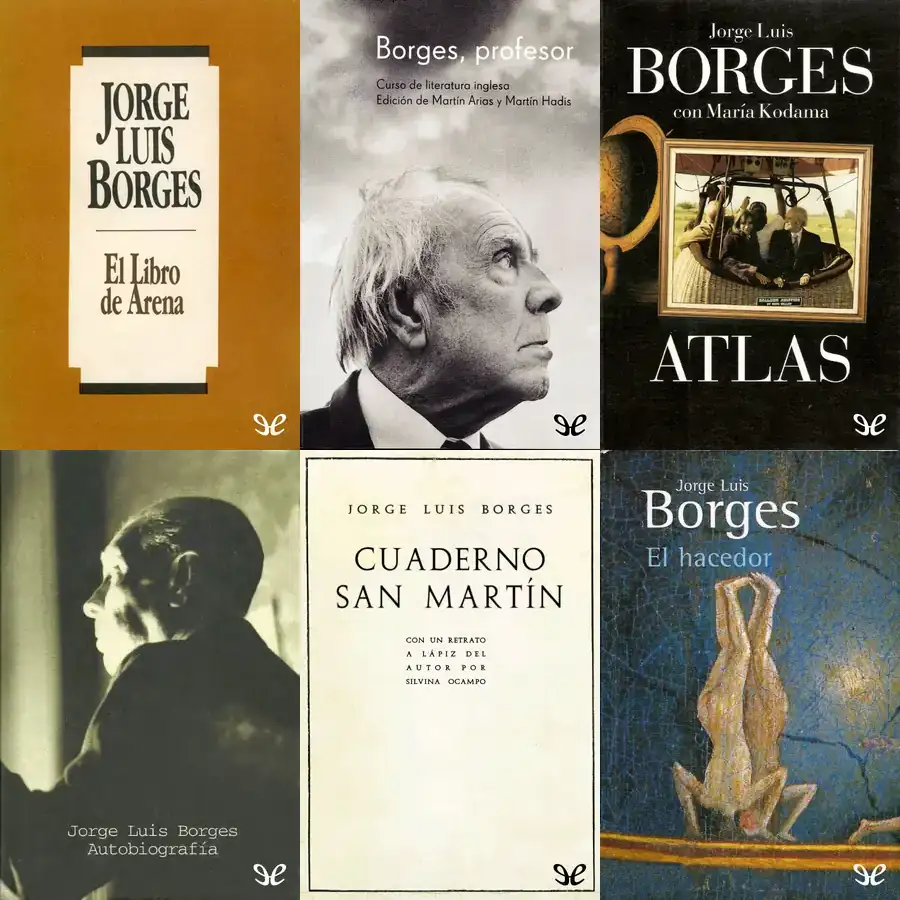 JORGE
LUIS
BORGES
El Libro
de Arena
Borges, profesor
Curso de literatura inglesa
Edición de Martín Arias y Martín Hadis
Jorge Luis
BORGES
con María Kodama
ATLAS
Jorge Luis Borges
Autobiografía
JORGE LUIS BORGES
CUADERNO
SAN MARTÍN
CON UN RETRATO
A LÁPIZ DEL
AUTOR POR
SILVINA OCAMPO
Jorge Luis
Borges
El hacedor